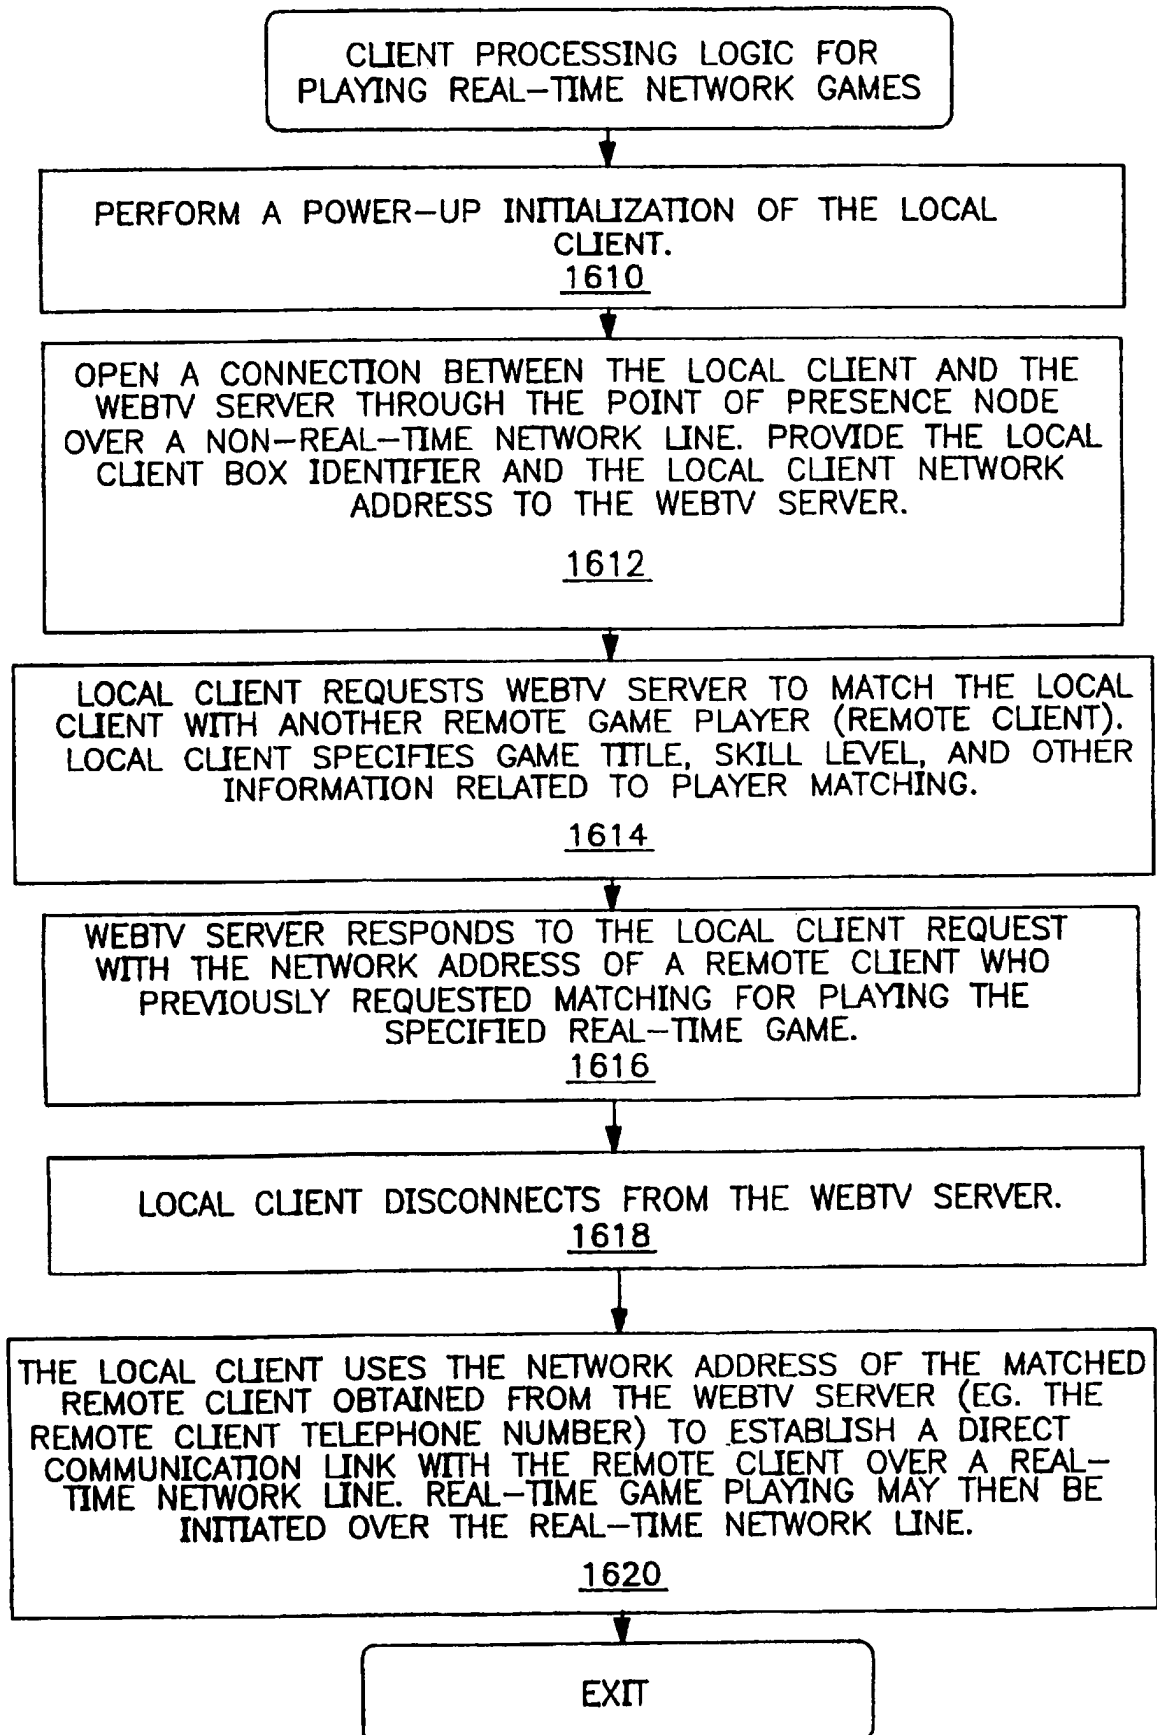 CLIENT PROCESSING LOGIC FOR
PLAYING REAL-TIME NETWORK GAMES
PERFORM A POWER-UP INITIALIZATION OF THE LOCAL
CLIENT.
1610
OPEN A CONNECTION BETWEEN THE LOCAL CLIENT AND THE
WEBTV SERVER THROUGH THE POINT OF PRESENCE NODE
OVER A NON-REAL-TIME NETWORK LINE. PROVIDE THE LOCAL
CLIENT BOX IDENTIFIER AND THE LOCAL CLIENT NETWORK
ADDRESS TO THE WEBTV SERVER.
1612
LOCAL CLIENT REQUESTS WEBTV SERVER TO MATCH THE LOCAL
CLIENT WITH ANOTHER REMOTE GAME PLAYER (REMOTE CLIENT).
LOCAL CLIENT SPECIFIES GAME TITLE, SKILL LEVEL, AND OTHER
INFORMATION RELATED TO PLAYER MATCHING.
1614
WEBTV SERVER RESPONDS TO THE LOCAL CLIENT REQUEST
WITH THE NETWORK ADDRESS OF A REMOTE CLIENT WHO
PREVIOUSLY REQUESTED MATCHING FOR PLAYING THE
SPECIFIED REAL-TIME GAME.
1616
LOCAL CLIENT DISCONNECTS FROM THE WEBTV SERVER.
1618
THE LOCAL CLIENT USES THE NETWORK ADDRESS OF THE MATCHED
REMOTE CLIENT OBTAINED FROM THE WEBTV SERVER (EG. THE
REMOTE CLIENT TELEPHONE NUMBER) TO ESTABLISH A DIRECT
COMMUNICATION LINK WITH THE REMOTE CLIENT OVER A REAL-
TIME NETWORK LINE. REAL-TIME GAME PLAYING MAY THEN BE
INITIATED OVER THE REAL-TIME NETWORK LINE.
1620
EXIT